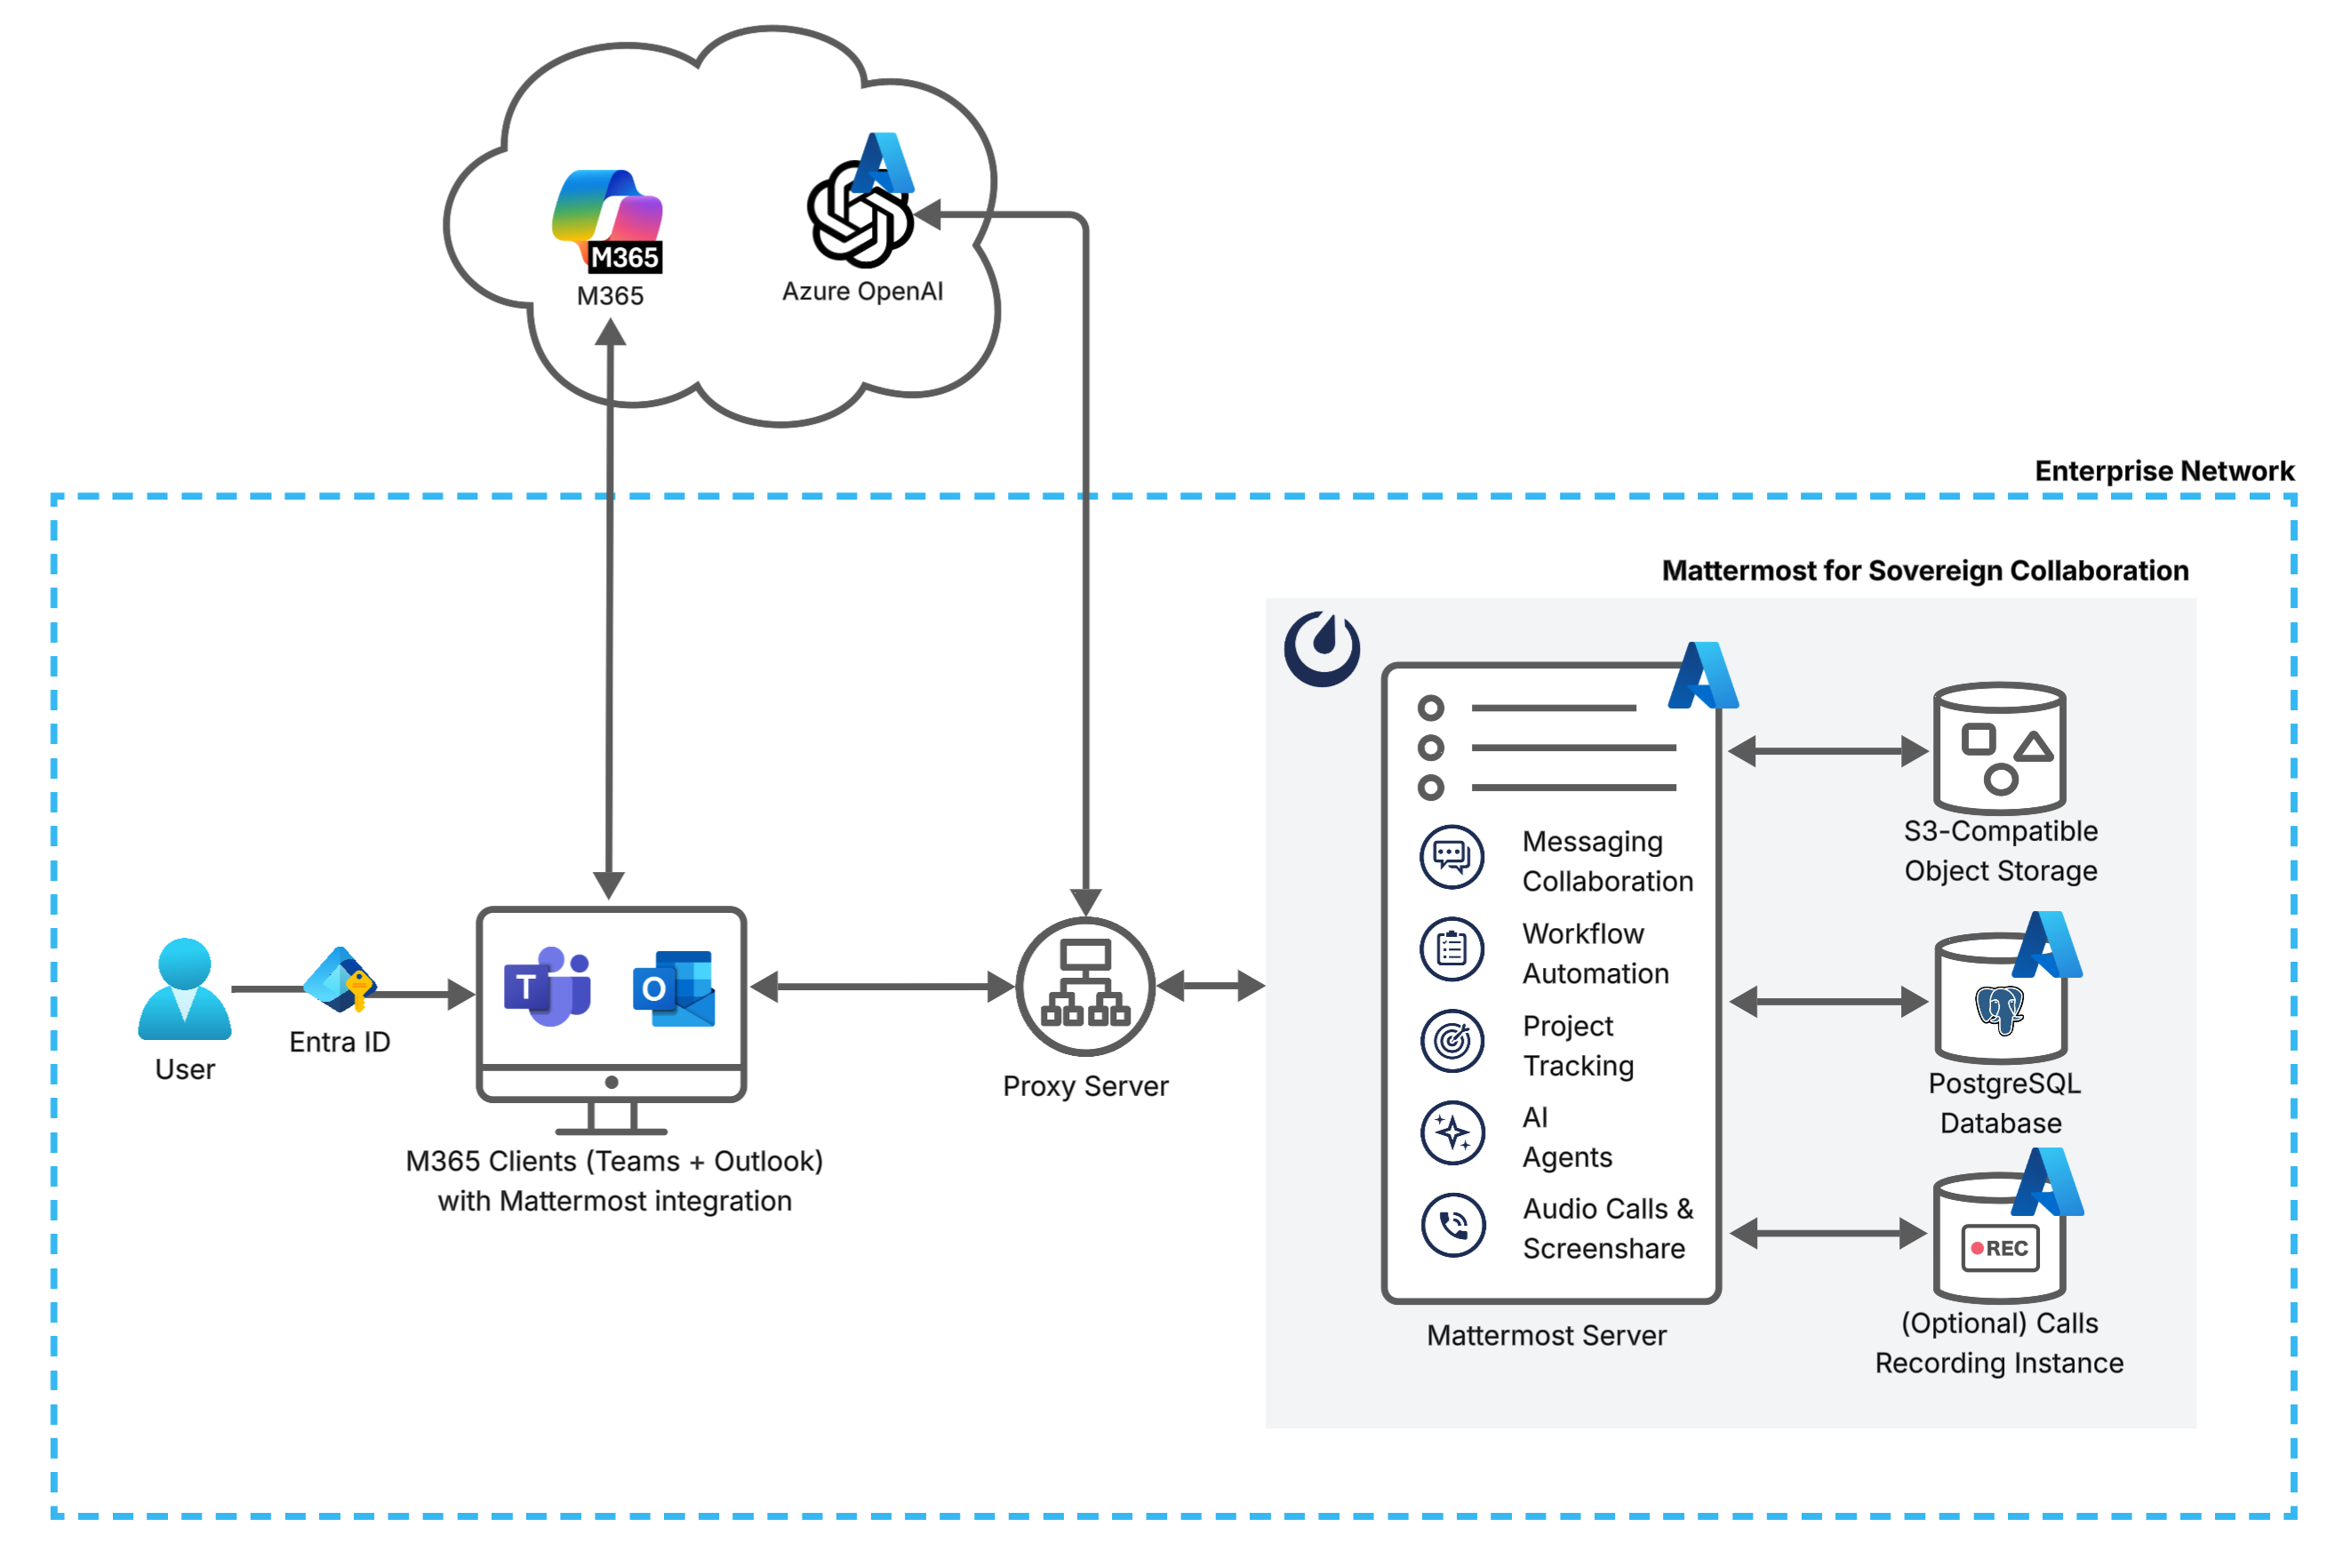 M365
M365
Azure OpenAI
Enterprise Network
Mattermost for Sovereign Collaboration
Messaging
Collaboration
Workflow
Automation
Project
Tracking
AI
Agents
Audio Calls &
Screenshare
Mattermost Server
S3-Compatible
Object Storage
PostgreSQL
Database
REC
(Optional) Calls
Recording Instance
User
Entra ID
T
O
M365 Clients (Teams + Outlook)
with Mattermost integration
Proxy Server